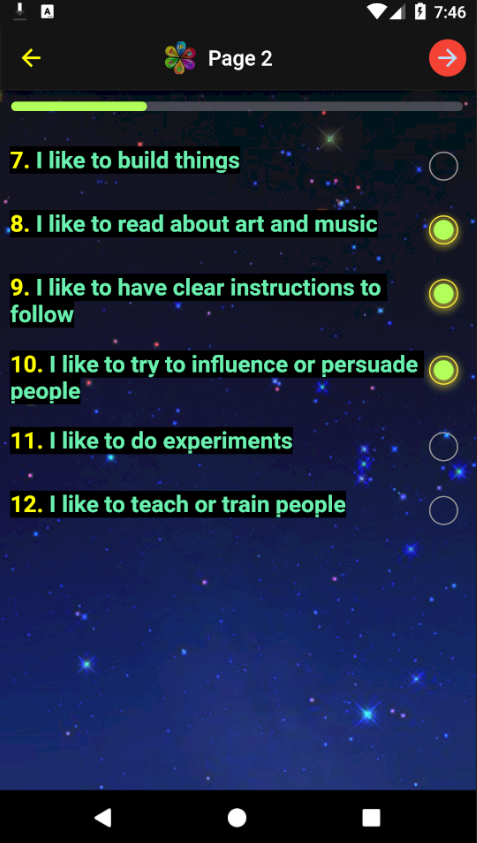 A
7:46
Page 2
7. I like to build things
8. I like to read about art and music
9. I like to have clear instructions to
follow
10. I like to try to influence or persuade
people
11. I like to do experiments
12. I like to teach or train people